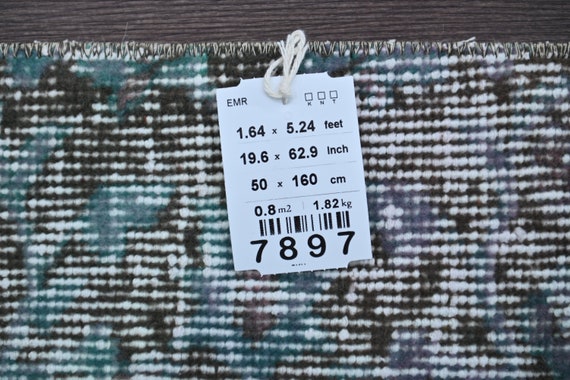 EMR
K N T
1.64 x 5.24 feet
19.6 x 62.9 Inch
50 x 160 cm
0.8 m2 1.82 kg
7897